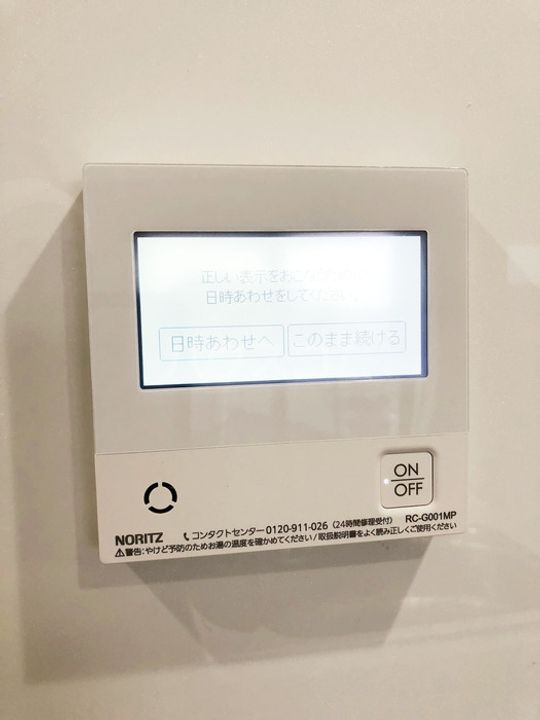 正しい表示をおこなうために
日時あわせをしてください。
日時あわせへ
このまま続ける
ON
OFF
NORITZ
コンタクトセンター 0120-911-026（24時間修理受付） RC-G001MP
警告：やけど予防のためお湯の温度を確かめてください/取扱説明書をよく読み正しくご使用ください